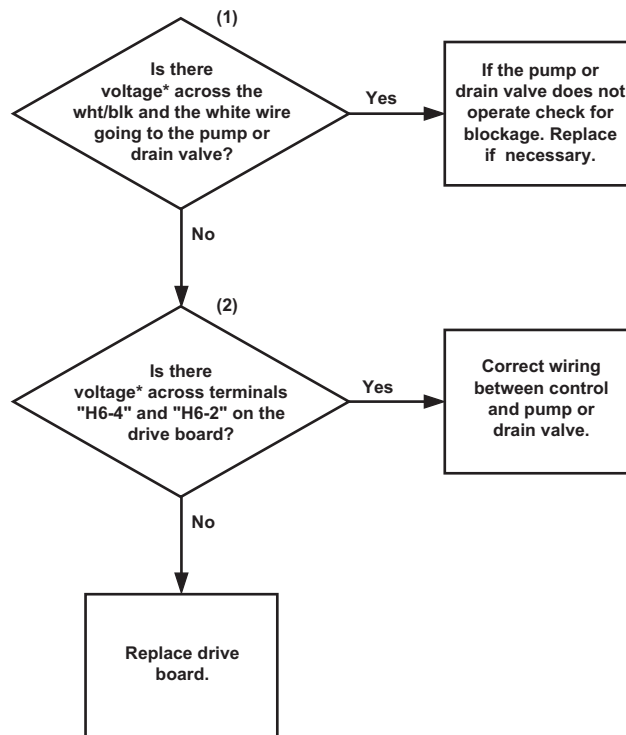 (1)
Is there
voltage* across the
wht/blk and the white wire
going to the pump or
drain valve?
Yes
If the pump or
drain valve does not
operate check for
blockage. Replace
if necessary.
No
(2)
Is there
voltage* across terminals
"H6-4" and "H6-2" on the
drive board?
Yes
Correct wiring
between control
and pump or
drain valve.
No
Replace drive
board.